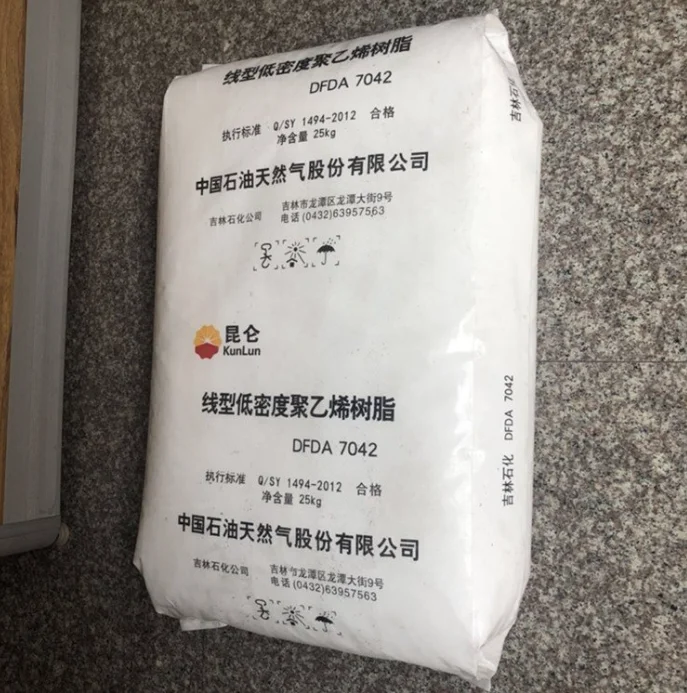 线型低密度聚乙烯树脂
DFDA 7042
执行标准 Q/SY 1494-2012 合格
净含量 25kg
中国石油天然气股份有限公司
吉林石化公司 吉林市龙潭区龙潭大街9号
电话(0432)63957563
昆仑
KunLun
线型低密度聚乙烯树脂
DFDA 7042
执行标准 Q/SY 1494-2012 合格
净含量 25kg
中国石油天然气股份有限公司
吉林石化公司 吉林市龙潭区龙潭大街9号
电话(0432)63957563
吉林石化
吉林石化 DFDA 7042